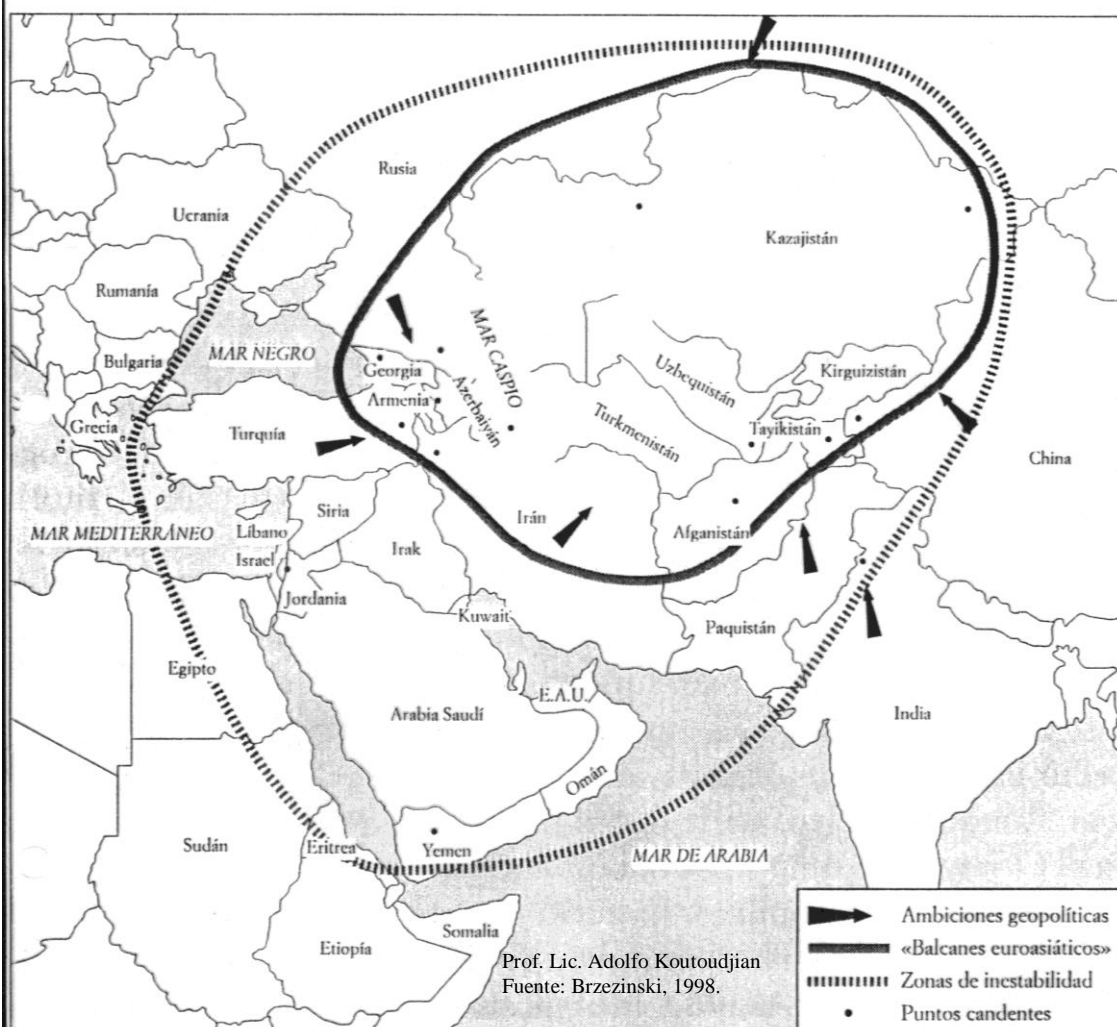 Rusia
Ucrania
Kazajistán
Rumanía
MAR CASPIO
MAR NEGRO
Bulgaria
Georgia
Uzbequistán
Kirguizistán
Armenia
Azerbaiyán
Grecia
Turquía
Turkmenistán
Tayikistán
China
Siria
Irán
MAR MEDITERRÁNEO
Líbano
Afganistán
Israel
Irak
Jordania
Kuwait
Paquistán
Egipto
E.A.U.
Arabia Saudí
India
Omán
Sudán
Eritrea
Yemen
MAR DE ARABIA
Somalia
Etiopía
Prof. Lic. Adolfo Koutoudjian
Fuente: Brzezinski, 1998.
Ambiciones geopolíticas
«Balcanes euroasiáticos»
Zonas de inestabilidad
Puntos candentes